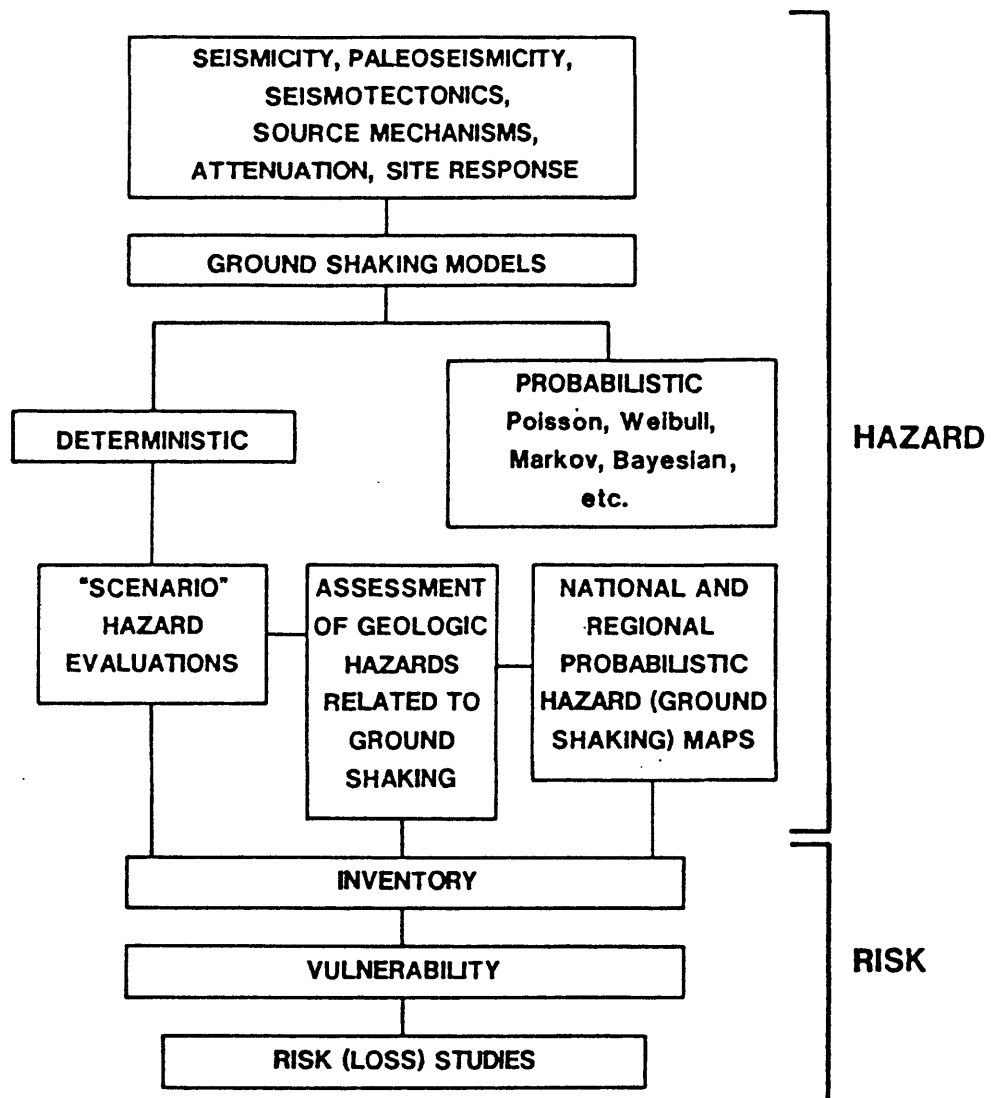 SEISMICITY, PALEOSEISMICITY,
SEISMOTECTONICS,
SOURCE MECHANISMS,
ATTENUATION, SITE RESPONSE
GROUND SHAKING MODELS
DETERMINISTIC
PROBABILISTIC
Poisson, Weibull,
Markov, Bayesian,
etc.
HAZARD
"SCENARIO"
HAZARD
EVALUATIONS
ASSESSMENT
OF GEOLOGIC
HAZARDS
RELATED TO
GROUND
SHAKING
NATIONAL AND
REGIONAL
PROBABILISTIC
HAZARD (GROUND
SHAKING) MAPS
INVENTORY
VULNERABILITY
RISK (LOSS) STUDIES
RISK